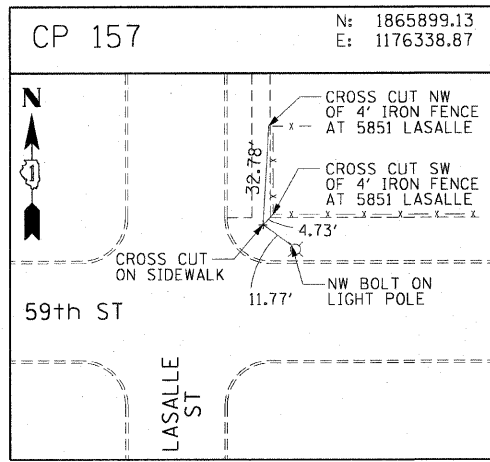 CP 157
N: 1865899.13
E: 1176338.87
N
1
CROSS CUT NW
OF 4' IRON FENCE
AT 5851 LASALLE
32.78'
CROSS CUT SW
OF 4' IRON FENCE
AT 5851 LASALLE
4.73'
CROSS CUT
ON SIDEWALK
11.77'
NW BOLT ON
LIGHT POLE
59th ST
LASALLE
ST